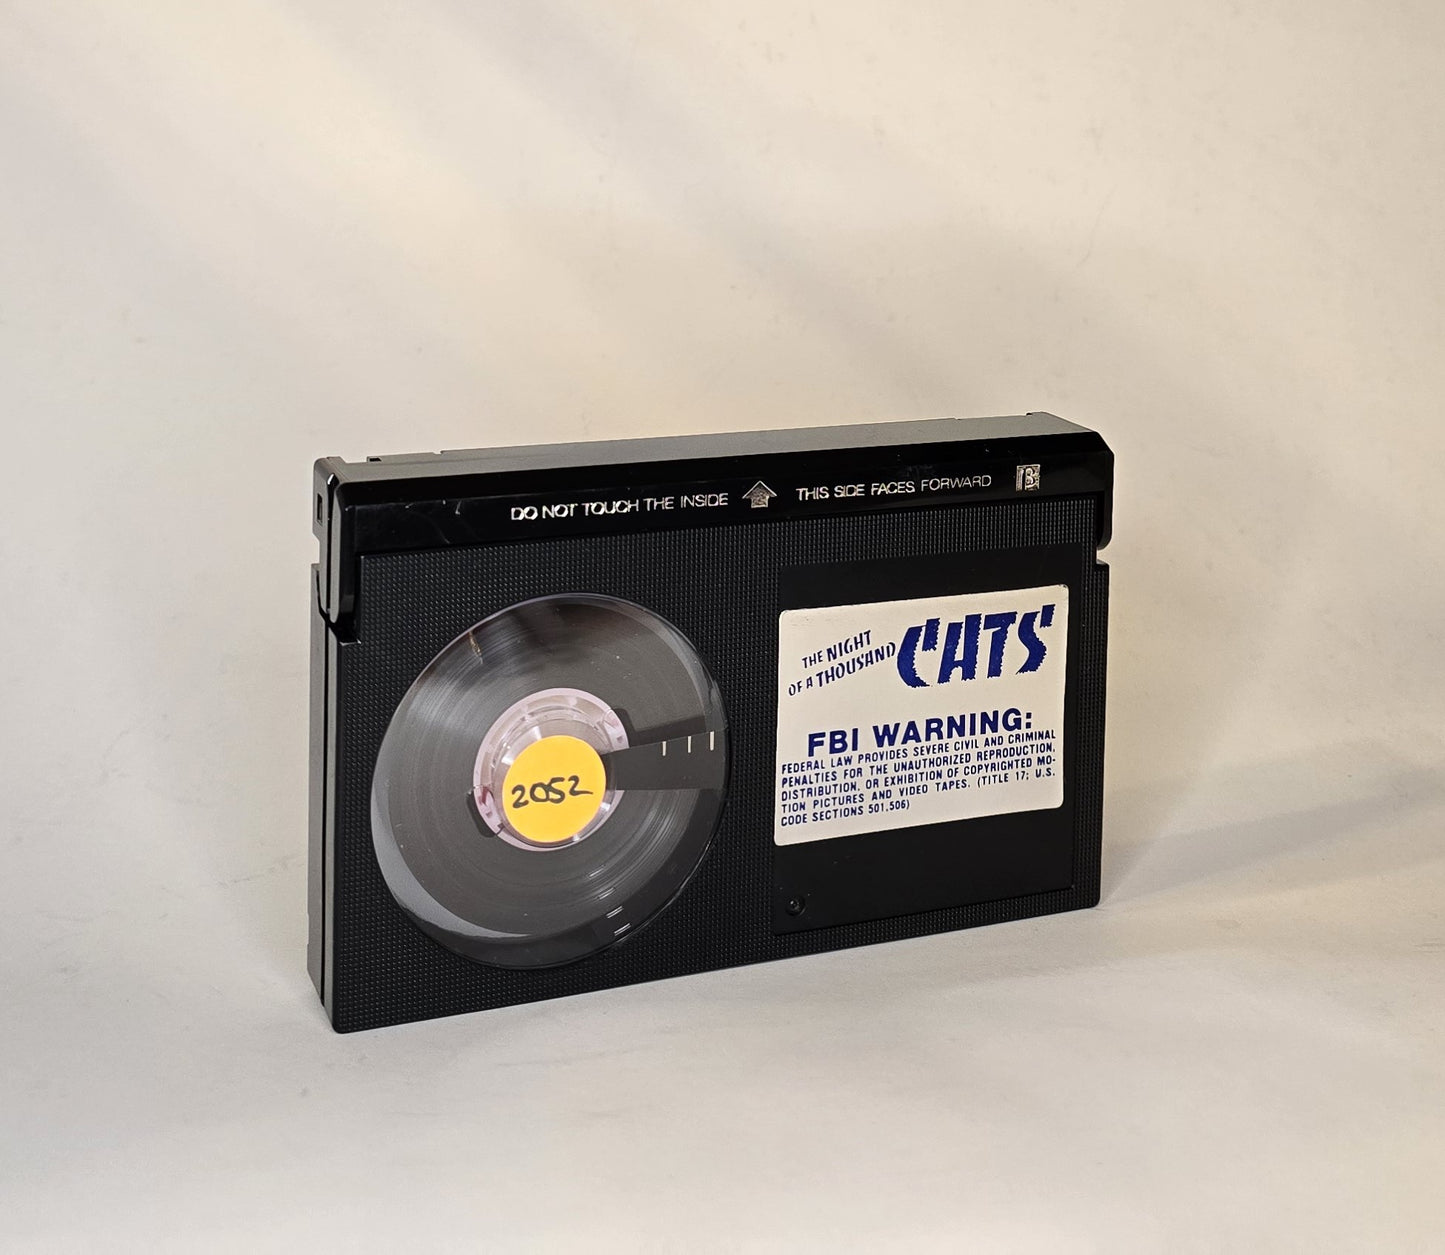 DO NOT TOUCH THE INSIDE THIS SIDE FACES FORWARD
2052
THE NIGHT
OF A THOUSAND
CATS
FBI WARNING:
FEDERAL LAW PROVIDES SEVERE CIVIL AND CRIMINAL
PENALTIES FOR THE UNAUTHORIZED REPRODUCTION,
DISTRIBUTION, OR EXHIBITION OF COPYRIGHTED MO-
TION PICTURES AND VIDEO TAPES. (TITLE 17; U.S.
CODE SECTIONS 501,506)